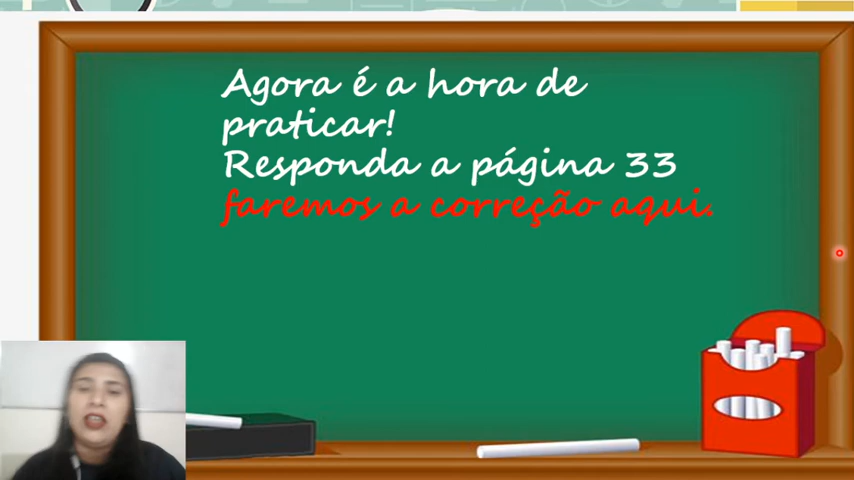 Agora é a hora de
praticar!
Responda a página 33
faremos a correção aqui.